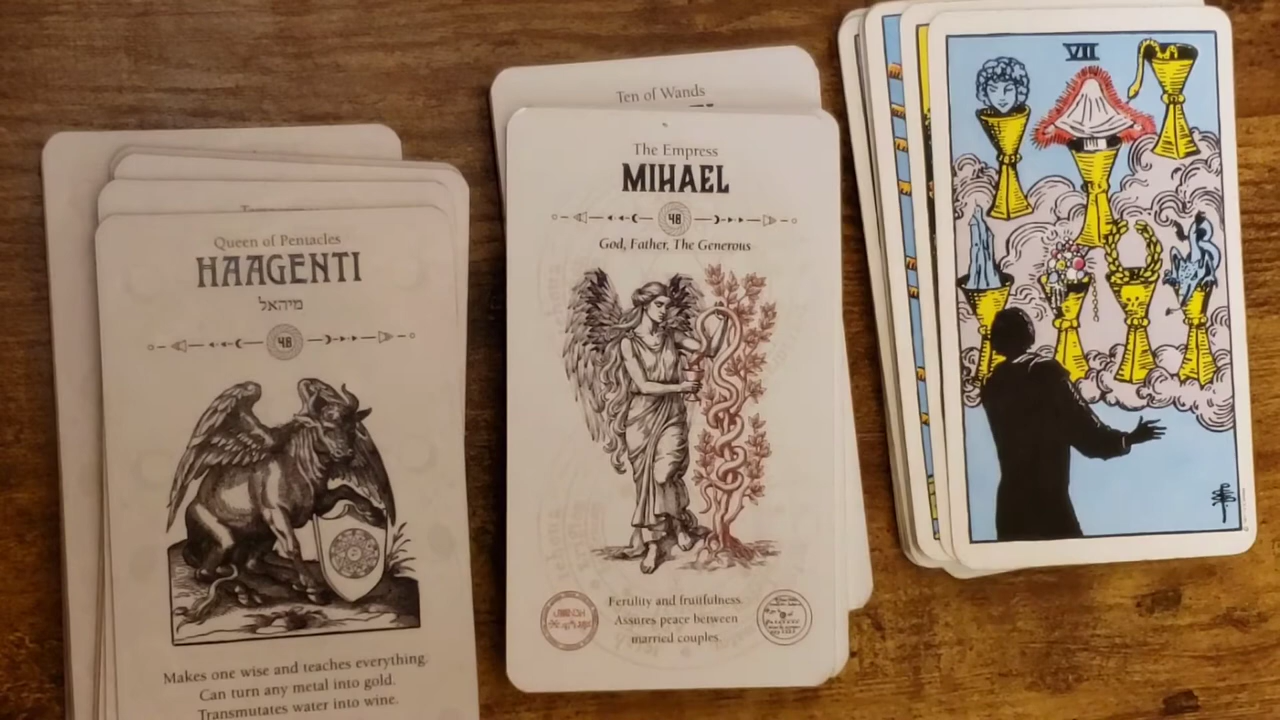 Queen of Pentacles
HAAGENTI
מיהאל
48
Makes one wise and teaches everything.
Can turn any metal into gold.
Transmutates water into wine.
Ten of Wands
The Empress
MIHAEL
48
God, Father, The Generous
Ferulity and fruitfulness.
Assures peace between
married couples.
VII